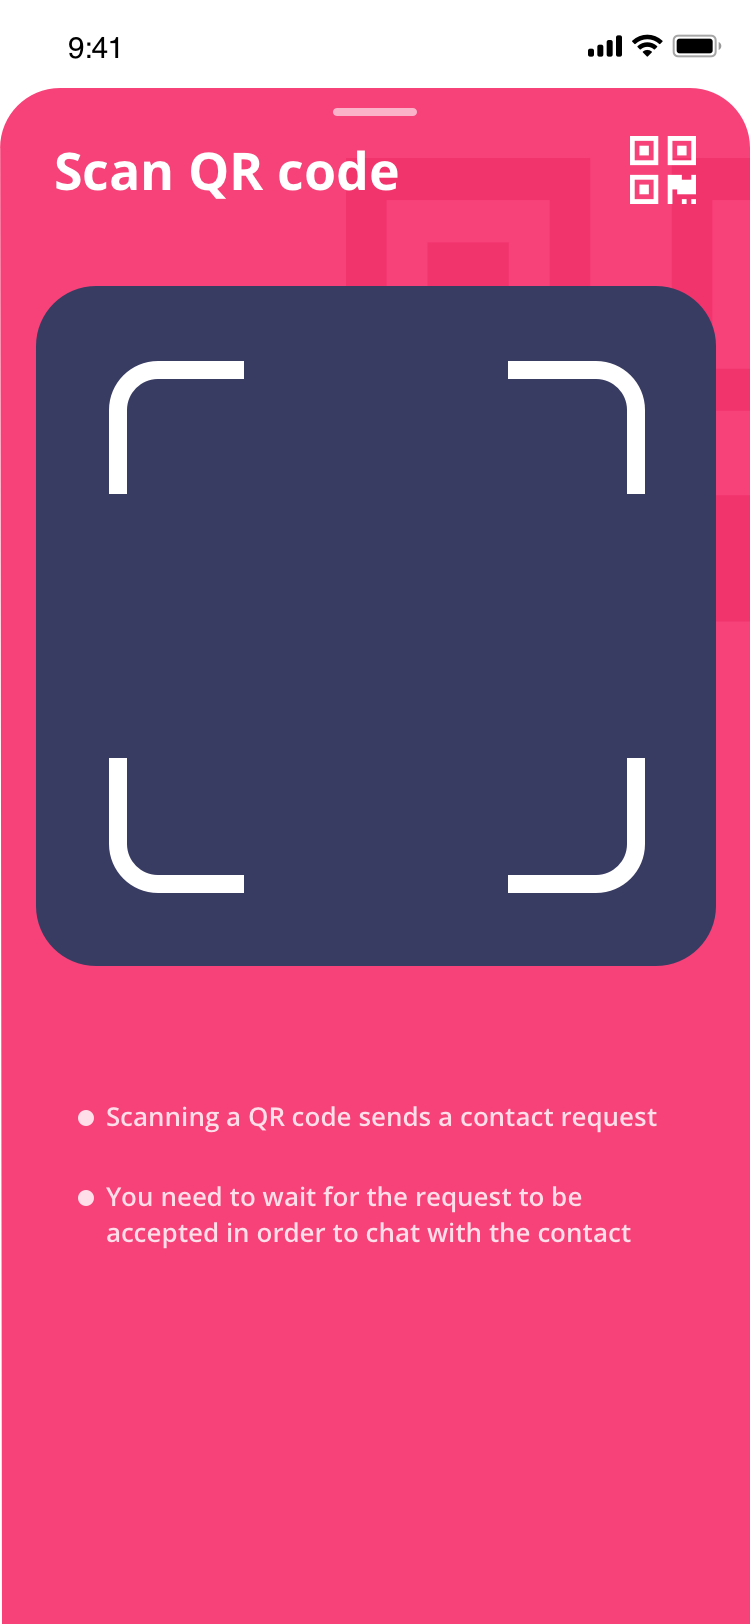 9:41
Scan QR code
Scanning a QR code sends a contact request
You need to wait for the request to be
accepted in order to chat with the contact